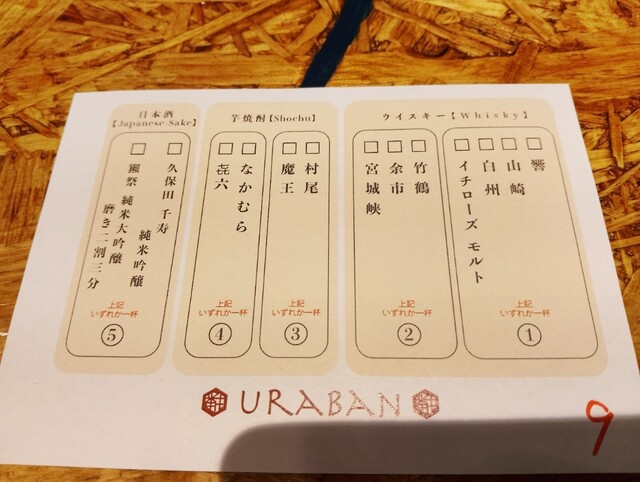 ウイスキー【Whisky】
□ 響
□ 山崎
□ 白州
□ イチローズ モルト
上記
いずれか一杯
①
□ 竹鶴
□ 余市
□ 宮城峡
上記
いずれか一杯
②
芋焼酎【Shochu】
□ 村尾
□ 魔王
上記
いずれか一杯
③
□ なかむら
□ 㐂六
上記
いずれか一杯
④
日本酒
【Japanese-Sake】
□ 久保田 千寿
純米吟醸
□ 獺祭 純米大吟醸
磨き二割三分
上記
いずれか一杯
⑤
URABAN
9